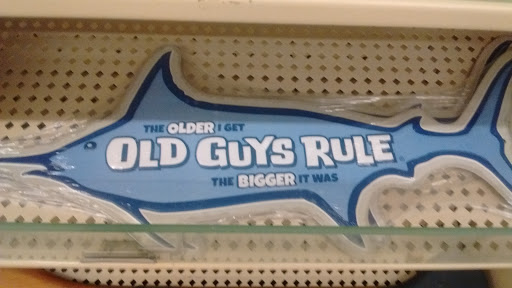 THE OLDER I GET
OLD GUYS RULE
THE BIGGER IT WAS